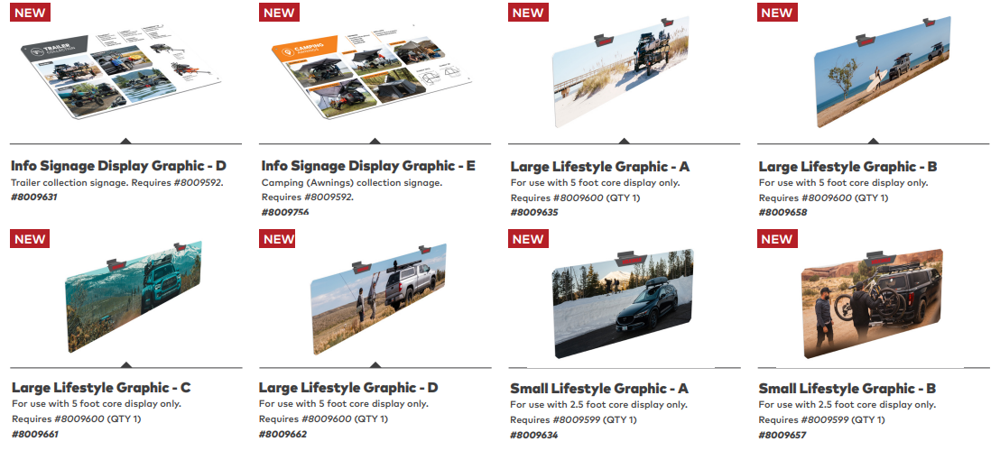 NEW
NEW
NEW
NEW
TRAILER
COLLECTION
CAMPING
Info Signage Display Graphic - D
Trailer collection signage. Requires #8009592.
#8009631
Info Signage Display Graphic - E
Camping (Awnings) collection signage.
Requires #8009592.
#8009756
Large Lifestyle Graphic - A
For use with 5 foot core display only.
Requires #8009600 (QTY 1)
#8009635
Large Lifestyle Graphic - B
For use with 5 foot core display only.
Requires #8009600 (QTY 1)
#8009658
NEW
NEW
NEW
NEW
Large Lifestyle Graphic - C
For use with 5 foot core display only.
Requires #8009600 (QTY 1)
#8009661
Large Lifestyle Graphic - D
For use with 5 foot core display only.
Requires #8009600 (QTY 1)
#8009662
Small Lifestyle Graphic - A
For use with 2.5 foot core display only.
Requires #8009599 (QTY 1)
#8009634
Small Lifestyle Graphic - B
For use with 2.5 foot core display only.
Requires #8009599 (QTY 1)
#8009657